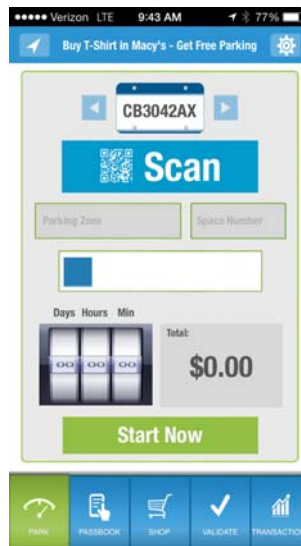 Verizon LTE 9:43 AM 77%
Buy T-Shirt in Macy's - Get Free Parking
CB3042AX
Scan
Parking Zone Space Number
Days Hours Min
Total:
00 00 00
$0.00
Start Now
PARK PASSBOOK SHOP VALIDATE TRANSACTIO